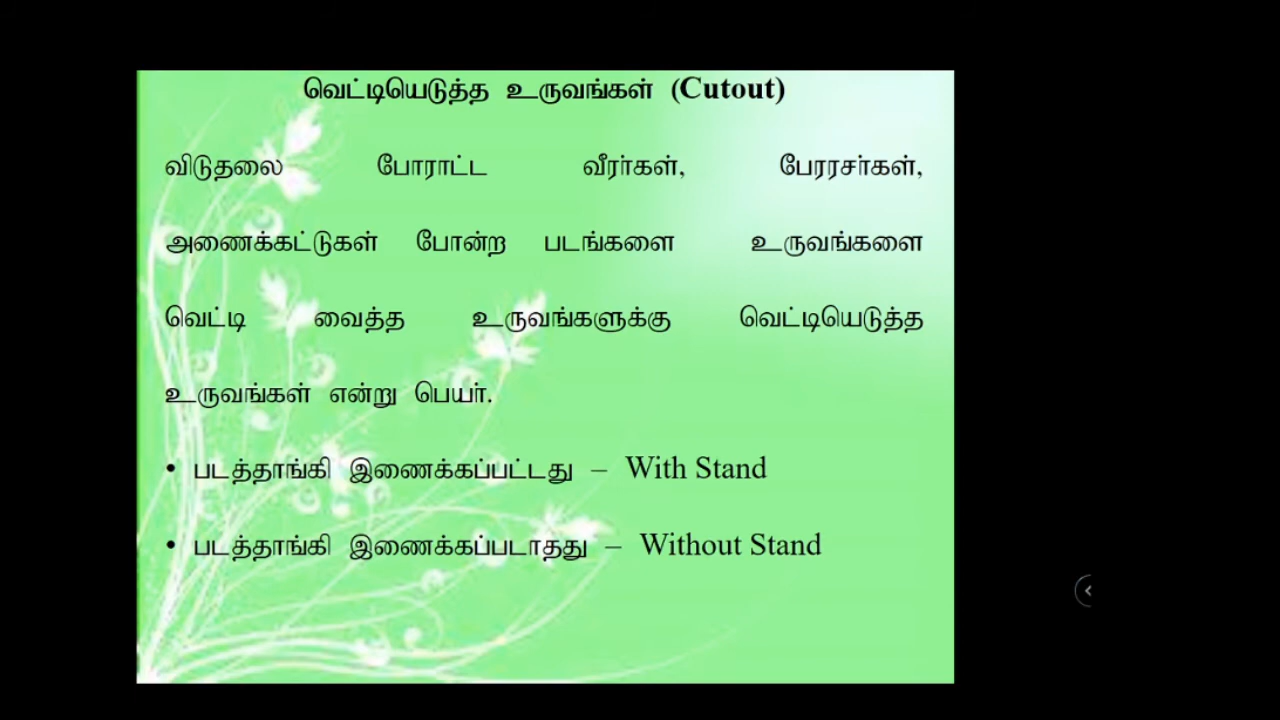 வெட்டியெடுத்த உருவங்கள் (Cutout)
விடுதலை போராட்ட வீரர்கள், பேரரசர்கள்,
அணைக்கட்டுகள் போன்ற படங்களை உருவங்களை
வெட்டி வைத்த உருவங்களுக்கு வெட்டியெடுத்த
உருவங்கள் என்று பெயர்.
• படத்தாங்கி இணைக்கப்பட்டது – With Stand
• படத்தாங்கி இணைக்கப்படாதது – Without Stand